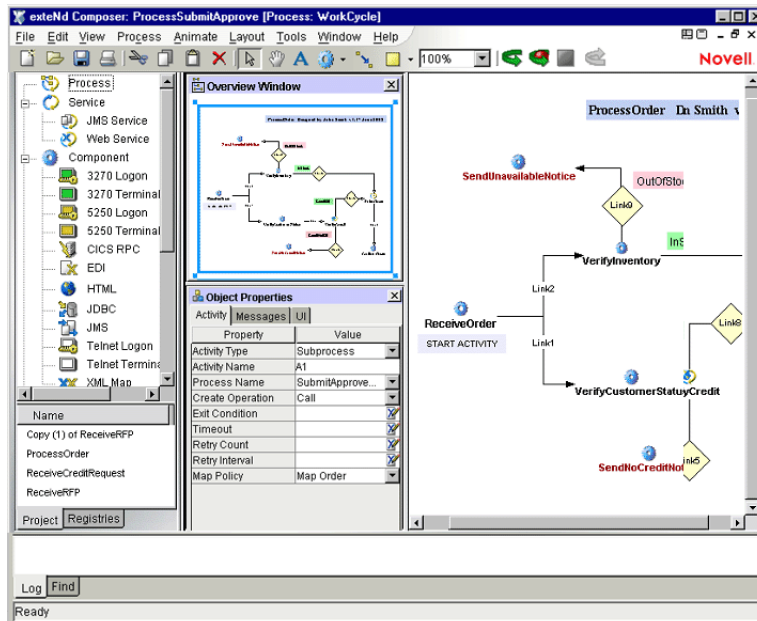 exteNd Composer: ProcessSubmitApprove [Process: WorkCycle]
File Edit View Process Animate Layout Tools Window Help
100%
Novell
Process
Service
JMS Service
Web Service
Component
3270 Logon
3270 Terminal
5250 Logon
5250 Terminal
CICS RPC
EDI
HTML
JDBC
JMS
Telnet Logon
Telnet Termina
XML Map
Name
Copy (1) of ReceiveRFP
ProcessOrder
ReceiveCreditRequest
ReceiveRFP
Project Registries
Overview Window
Object Properties
Activity Messages UI
Property Value
Activity Type Subprocess
Activity Name A1
Process Name SubmitApprove...
Create Operation Call
Exit Condition
Timeout
Retry Count
Retry Interval
Map Policy Map Order
ProcessOrder Dn Smith v
SendUnavailableNotice
OutOfSto
Link9
InS
VerifyInventory
Link2
ReceiveOrder
START ACTIVITY
Link1
Link8
VerifyCustomerStatuyCredit
SendNoCreditNot
ink5
Log Find
Ready